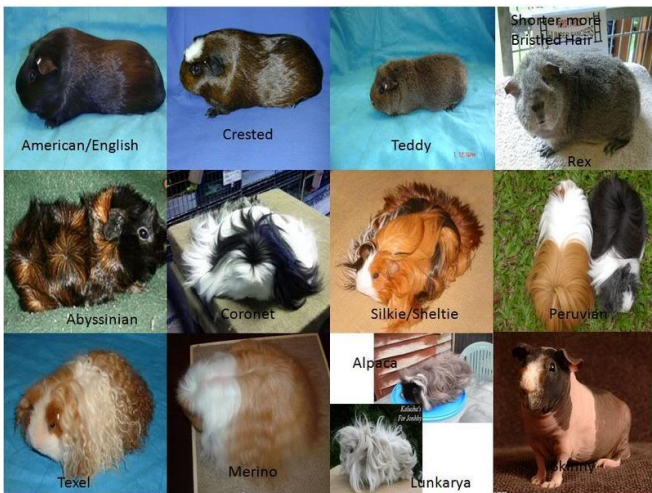 Shorter, more
Bristled Hair
American/English
Crested
Teddy
Rex
Abyssinian
Coronet
Silkie/Sheltie
Peruvian
Alpaca
Texel
Merino
Lunkarya
Skinny